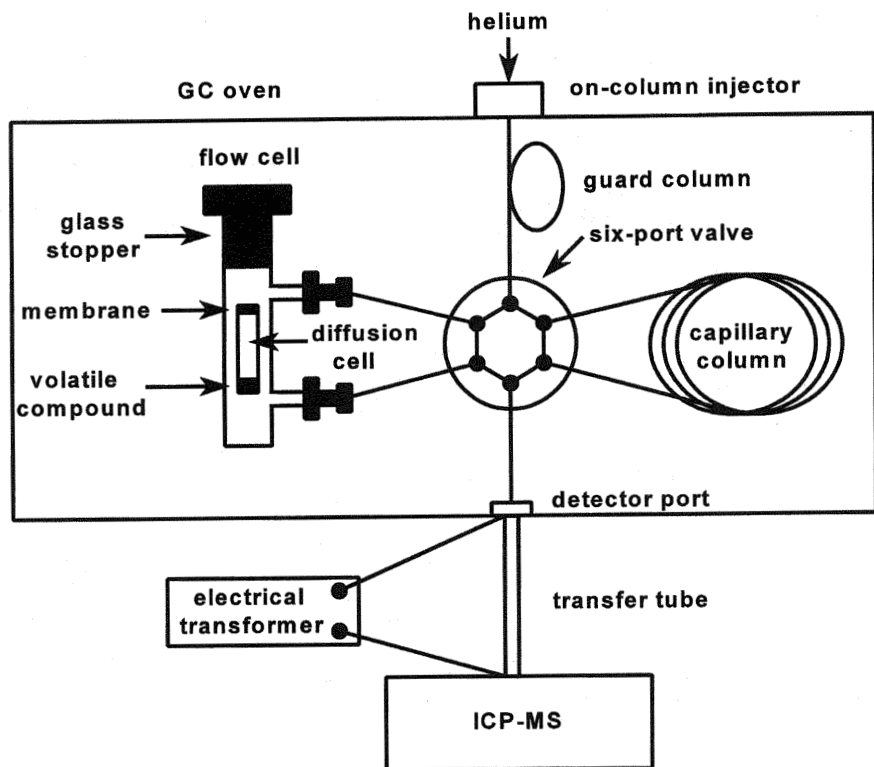 helium
GC oven
on-column injector
flow cell
guard column
glass
stopper
six-port valve
membrane
diffusion
cell
capillary
column
volatile
compound
detector port
electrical
transformer
transfer tube
ICP-MS